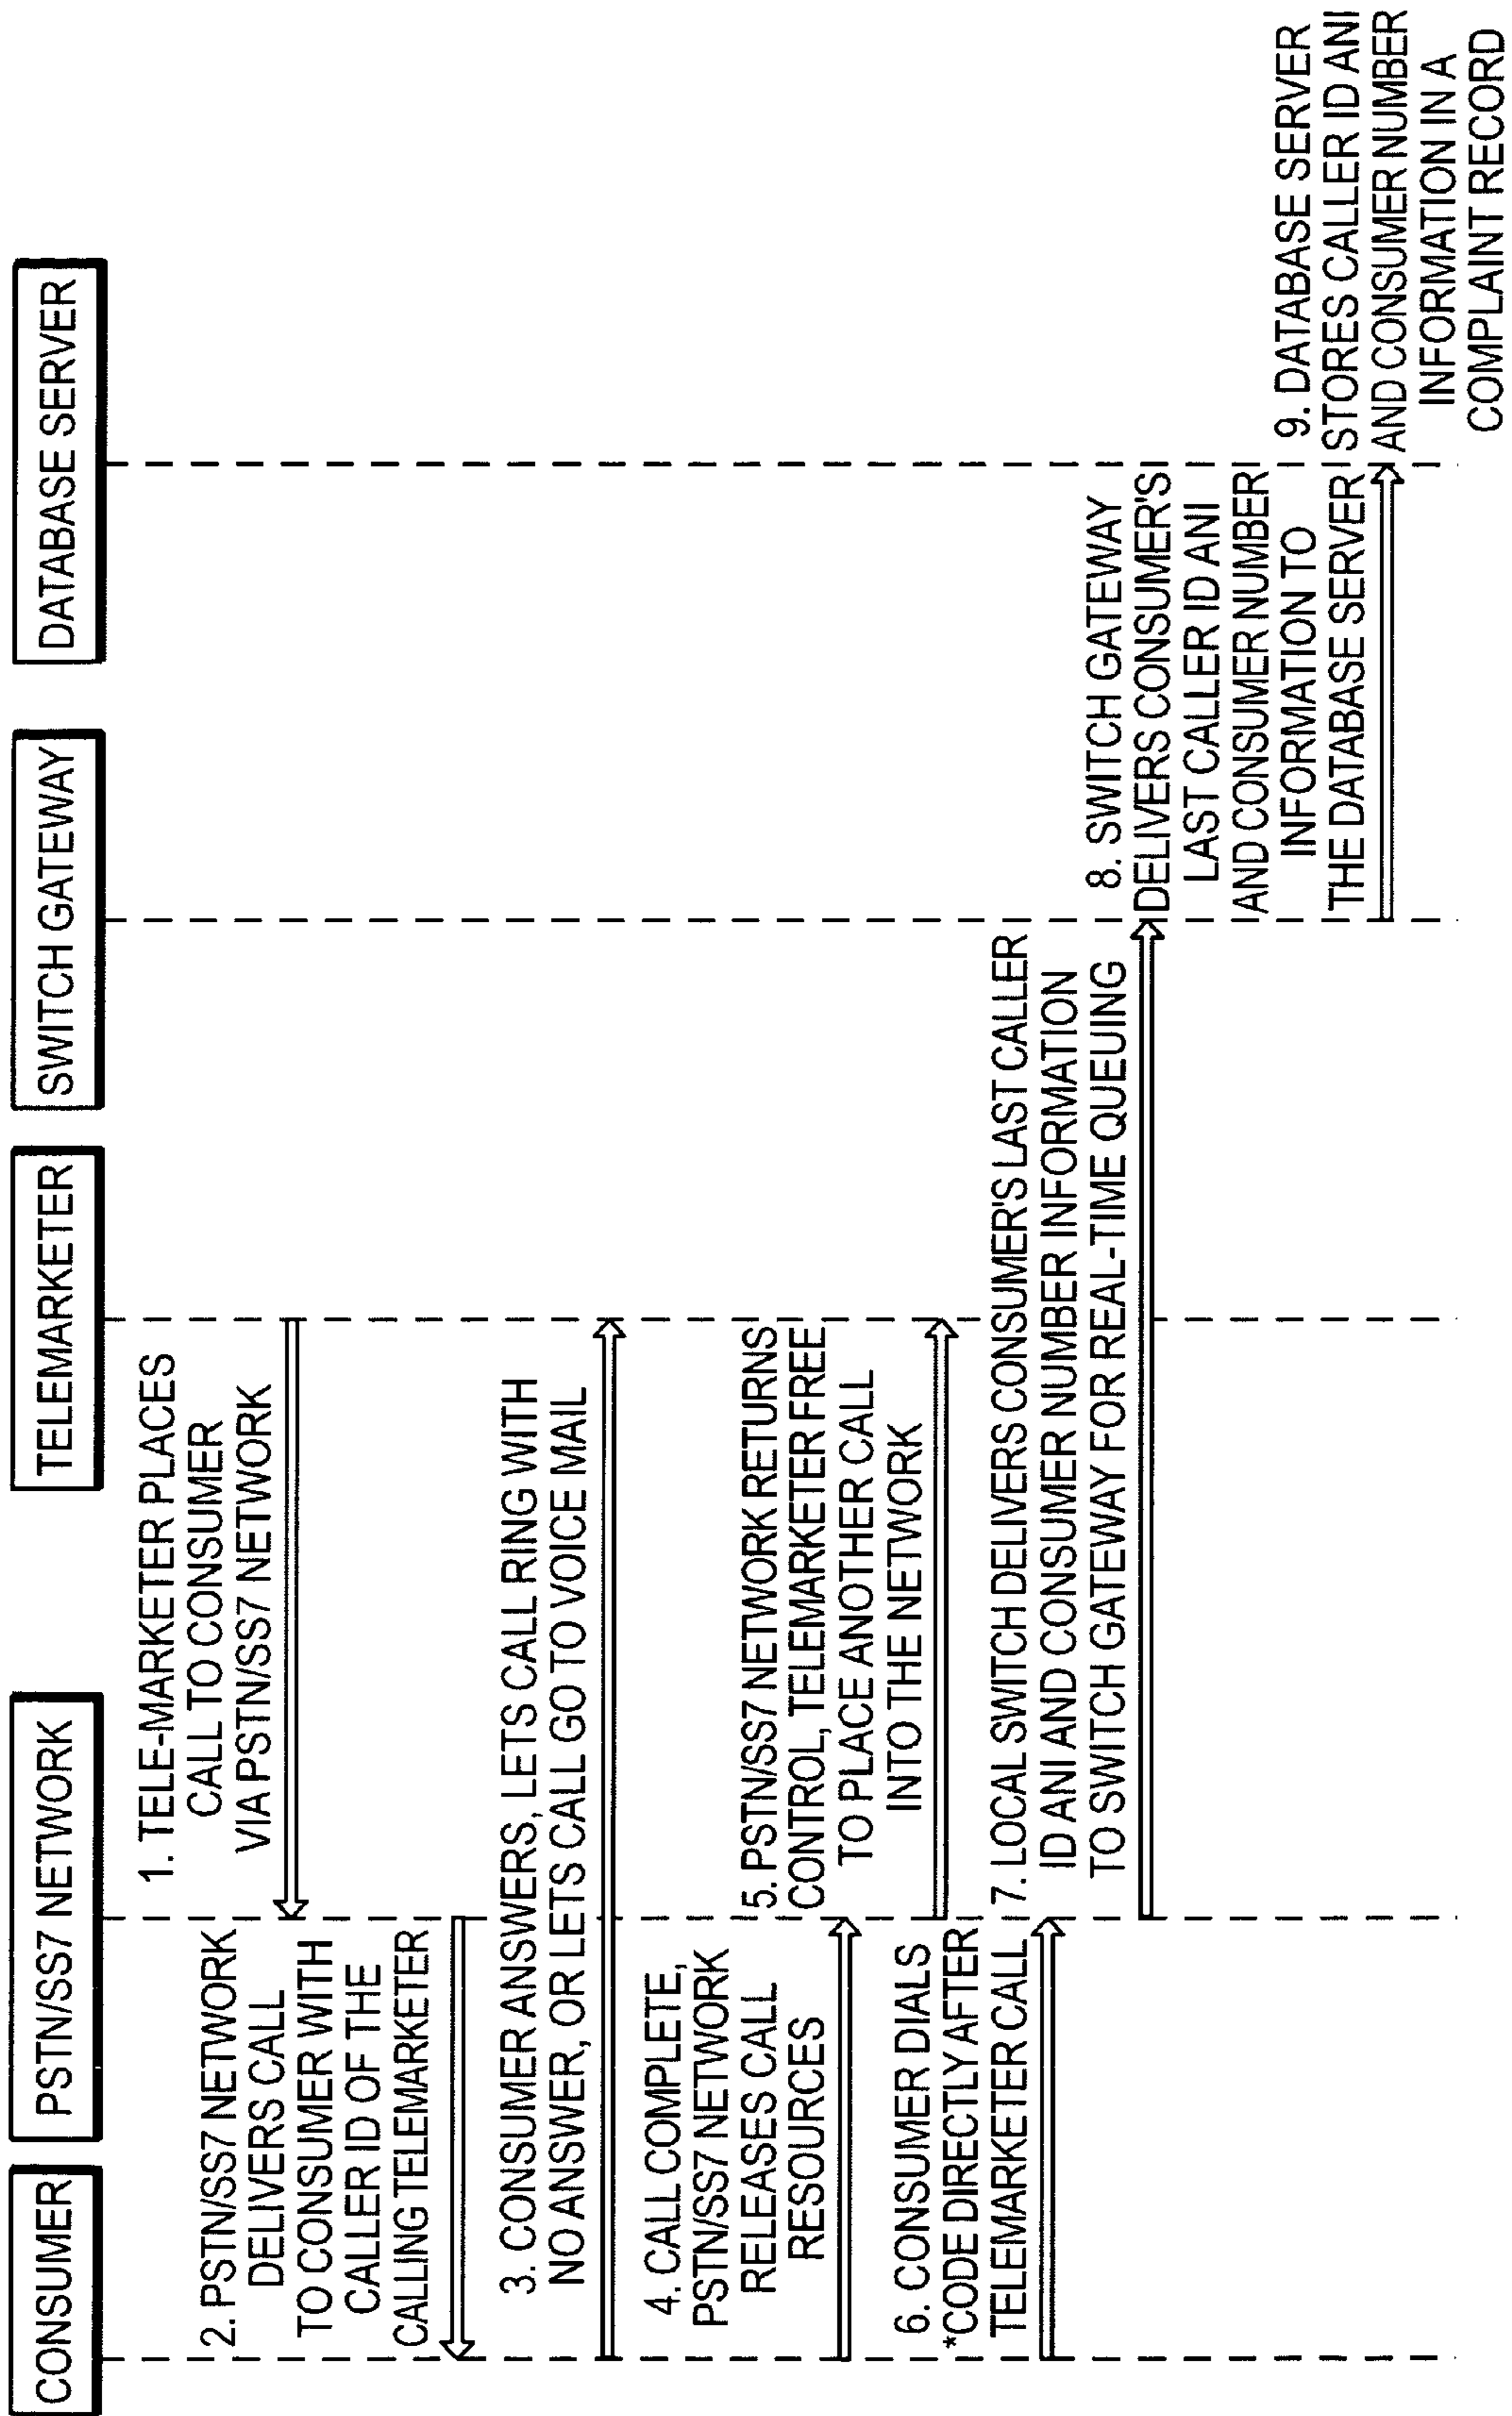 CONSUMER
PSTN/SS7 NETWORK
TELEMARKETER
SWITCH GATEWAY
DATABASE SERVER
1. TELE-MARKETER PLACES
CALL TO CONSUMER
VIA PSTN/SS7 NETWORK
2. PSTN/SS7 NETWORK
DELIVERS CALL
TO CONSUMER WITH
CALLER ID OF THE
CALLING TELEMARKETER
3. CONSUMER ANSWERS, LETS CALL RING WITH
NO ANSWER, OR LETS CALL GO TO VOICE MAIL
4. CALL COMPLETE,
PSTN/SS7 NETWORK
RELEASES CALL
RESOURCES
5. PSTN/SS7 NETWORK RETURNS
CONTROL, TELEMARKETER FREE
TO PLACE ANOTHER CALL
INTO THE NETWORK
6. CONSUMER DIALS
*CODE DIRECTLY AFTER
TELEMARKETER CALL
7. LOCAL SWITCH DELIVERS CONSUMER'S LAST CALLER
ID ANI AND CONSUMER NUMBER INFORMATION
TO SWITCH GATEWAY FOR REAL-TIME QUEUING
8. SWITCH GATEWAY
DELIVERS CONSUMER'S
LAST CALLER ID ANI
AND CONSUMER NUMBER
INFORMATION TO
THE DATABASE SERVER
9. DATABASE SERVER
STORES CALLER ID ANI
AND CONSUMER NUMBER
INFORMATION IN A
COMPLAINT RECORD